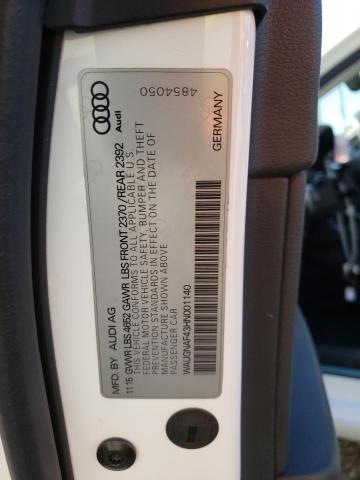 MFD. BY AUDI AG
11 15 GVWR LBS 4652 GAWR LBS FRONT 2370 / REAR 2392
THIS VEHICLE CONFORMS TO ALL APPLICABLE U S
FEDERAL MOTOR VEHICLE SAFETY, BUMPER AND THEFT
PREVENTION STANDARDS IN EFFECT ON THE DATE OF
MANUFACTURE SHOWN ABOVE
PASSENGER CAR
WAUGNAF43HN001140
Audi
4854050
GERMANY